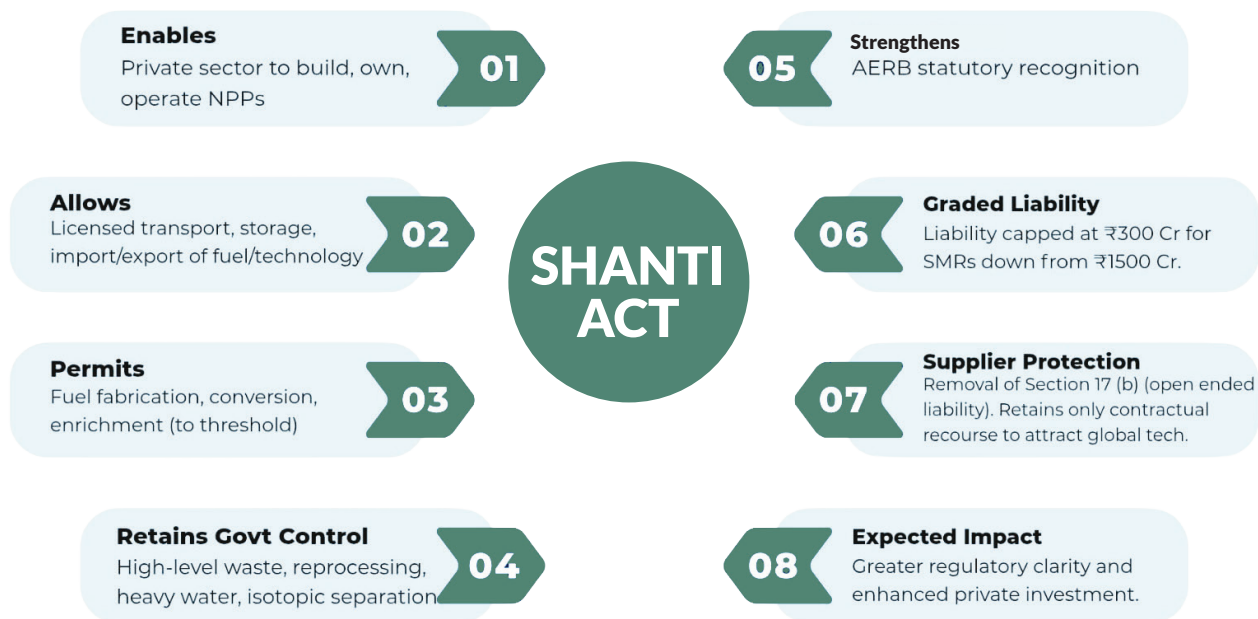 Enables
Private sector to build, own,
operate NPPs
01
Allows
Licensed transport, storage,
import/export of fuel/technology
02
Permits
Fuel fabrication, conversion,
enrichment (to threshold)
03
Retains Govt Control
High-level waste, reprocessing,
heavy water, isotopic separation
04
SHANTI
ACT
05
Strengthens
AERB statutory recognition
06
Graded Liability
Liability capped at ₹300 Cr for
SMRs down from ₹1500 Cr.
07
Supplier Protection
Removal of Section 17 (b) (open ended
liability). Retains only contractual
recourse to attract global tech.
08
Expected Impact
Greater regulatory clarity and
enhanced private investment.